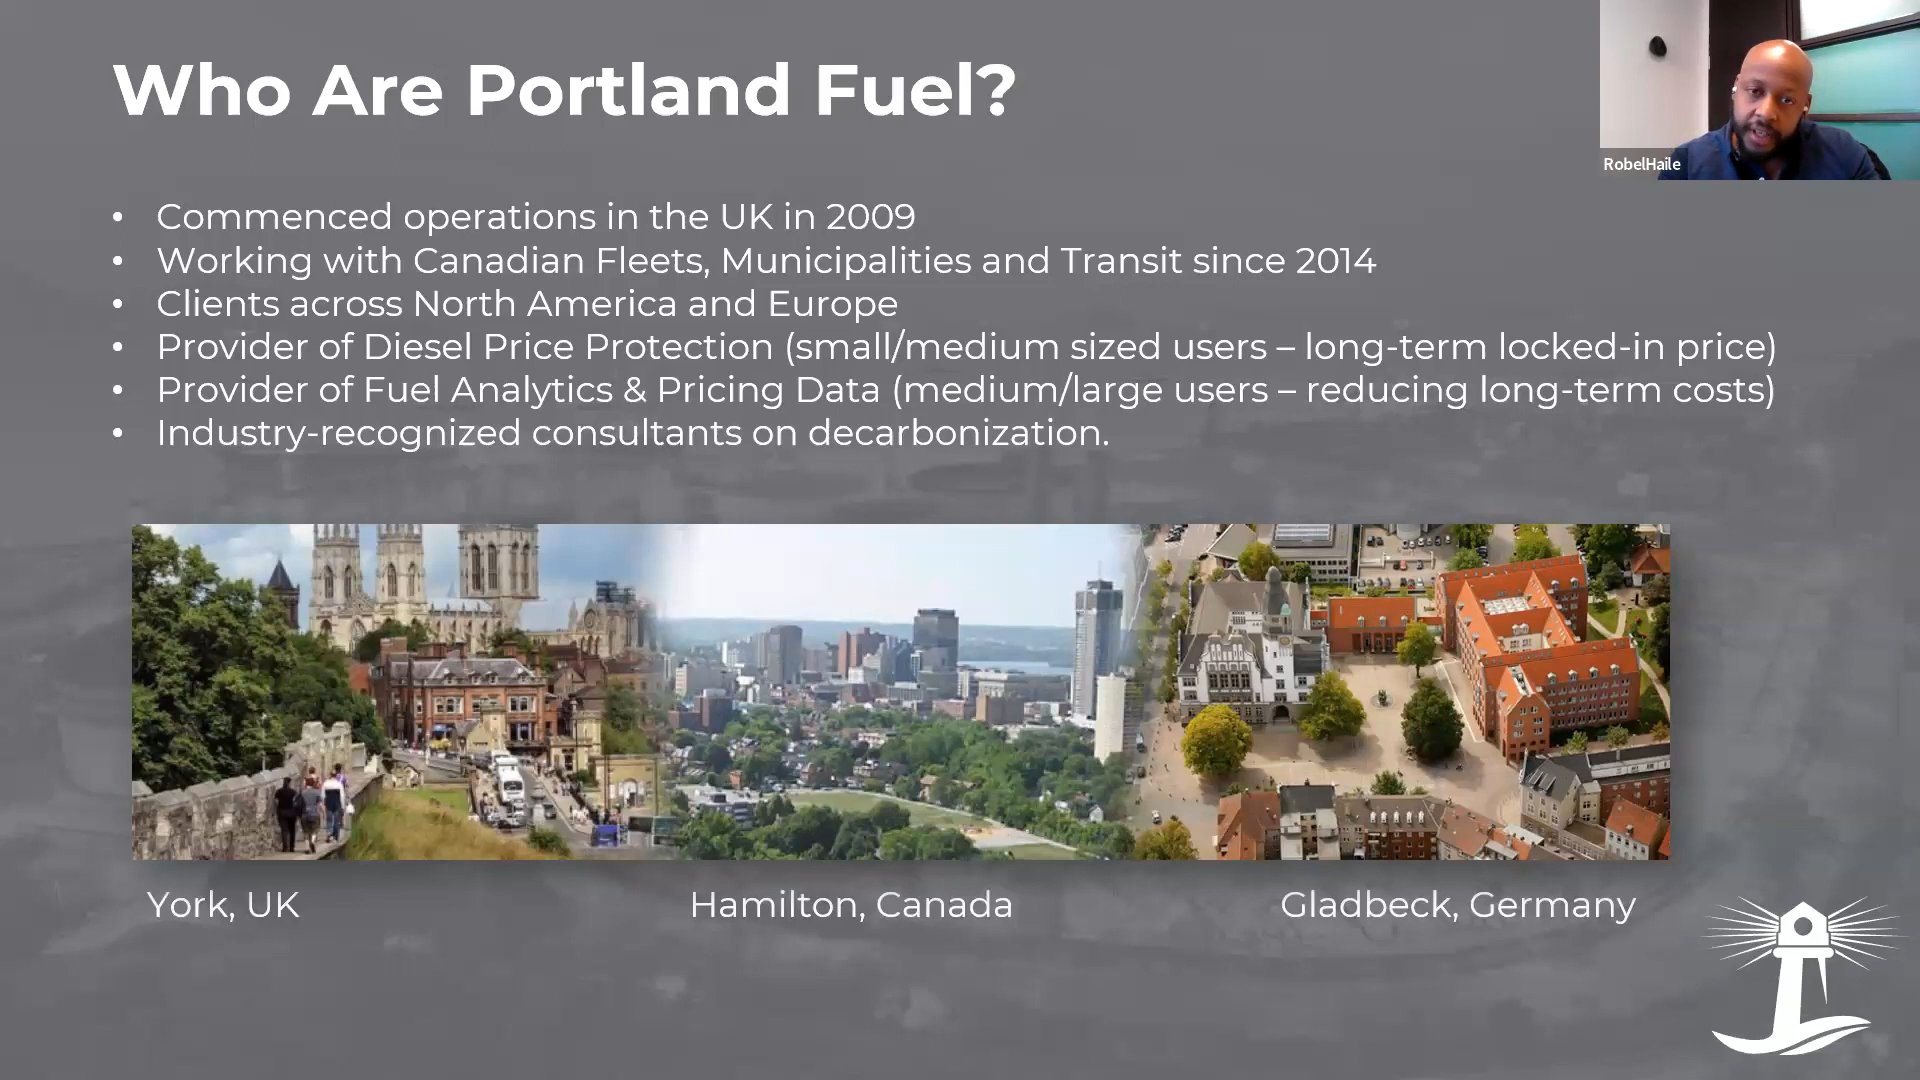 Who Are Portland Fuel?
RobelHaile
• Commenced operations in the UK in 2009
• Working with Canadian Fleets, Municipalities and Transit since 2014
• Clients across North America and Europe
• Provider of Diesel Price Protection (small/medium sized users – long-term locked-in price)
• Provider of Fuel Analytics & Pricing Data (medium/large users – reducing long-term costs)
• Industry-recognized consultants on decarbonization.
York, UK
Hamilton, Canada
Gladbeck, Germany